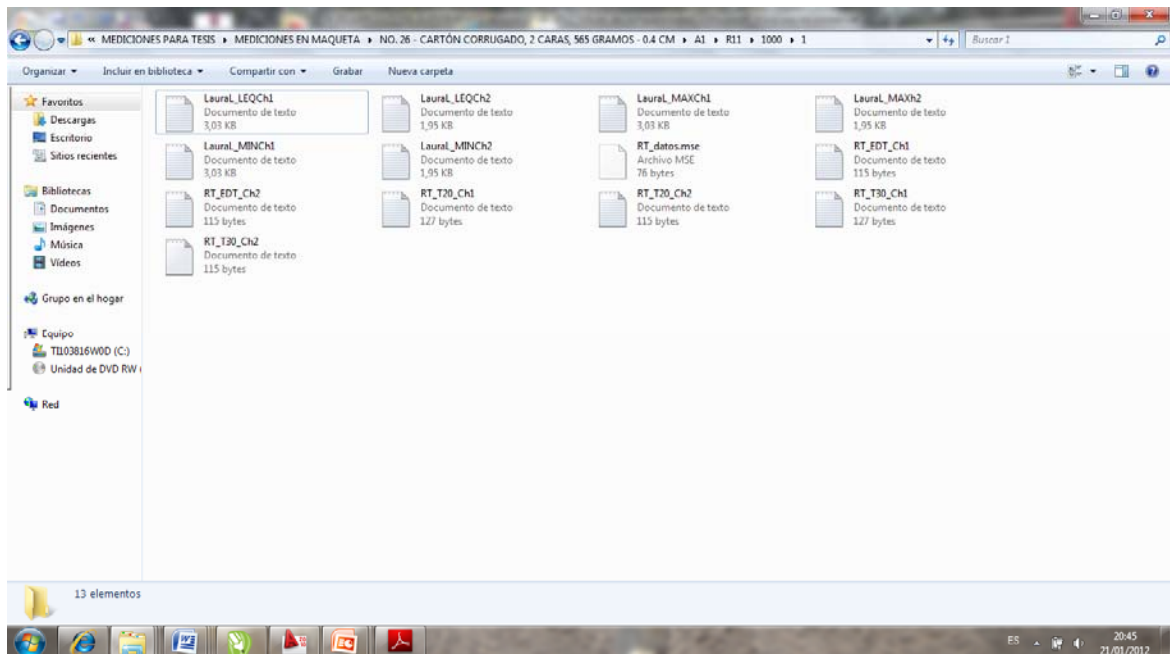 « MEDICIONES PARA TESIS ▸ MEDICIONES EN MAQUETA ▸ NO. 26 - CARTÓN CORRUGADO, 2 CARAS, 565 GRAMOS - 0.4 CM ▸ A1 ▸ R11 ▸ 1000 ▸ 1
Buscar 1
Organizar
Incluir en biblioteca
Compartir con
Grabar
Nueva carpeta
Favoritos
Descargas
Escritorio
Sitios recientes
Bibliotecas
Documentos
Imágenes
Música
Vídeos
Grupo en el hogar
Equipo
TI103816W0D (C:)
Unidad de DVD RW
Red
LauraL_LEQCh1
Documento de texto
3,03 KB
LauraL_LEQCh2
Documento de texto
1,95 KB
LauraL_MAXCh1
Documento de texto
3,03 KB
LauraL_MAXh2
Documento de texto
1,95 KB
LauraL_MINCh1
Documento de texto
3,03 KB
LauraL_MINCh2
Documento de texto
1,95 KB
RT_datos.mse
Archivo MSE
76 bytes
RT_EDT_Ch1
Documento de texto
115 bytes
RT_EDT_Ch2
Documento de texto
115 bytes
RT_T20_Ch1
Documento de texto
127 bytes
RT_T20_Ch2
Documento de texto
115 bytes
RT_T30_Ch1
Documento de texto
127 bytes
RT_T30_Ch2
Documento de texto
115 bytes
13 elementos
ES
20:45
21/01/2012